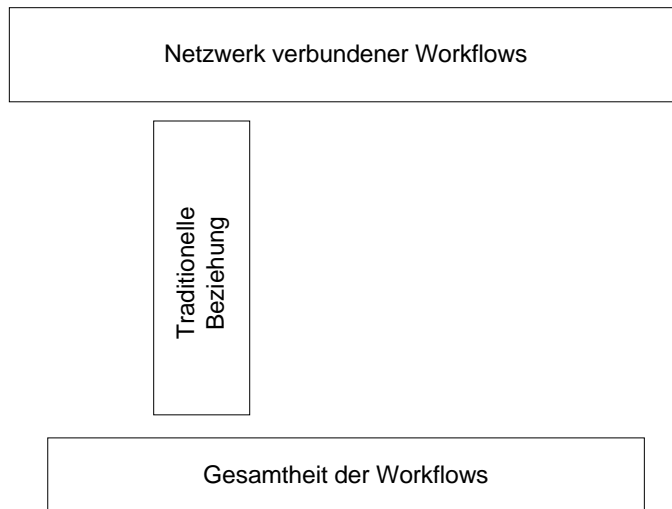 Netzwerk verbundener Workflows
Traditionelle
Beziehung
Gesamtheit der Workflows